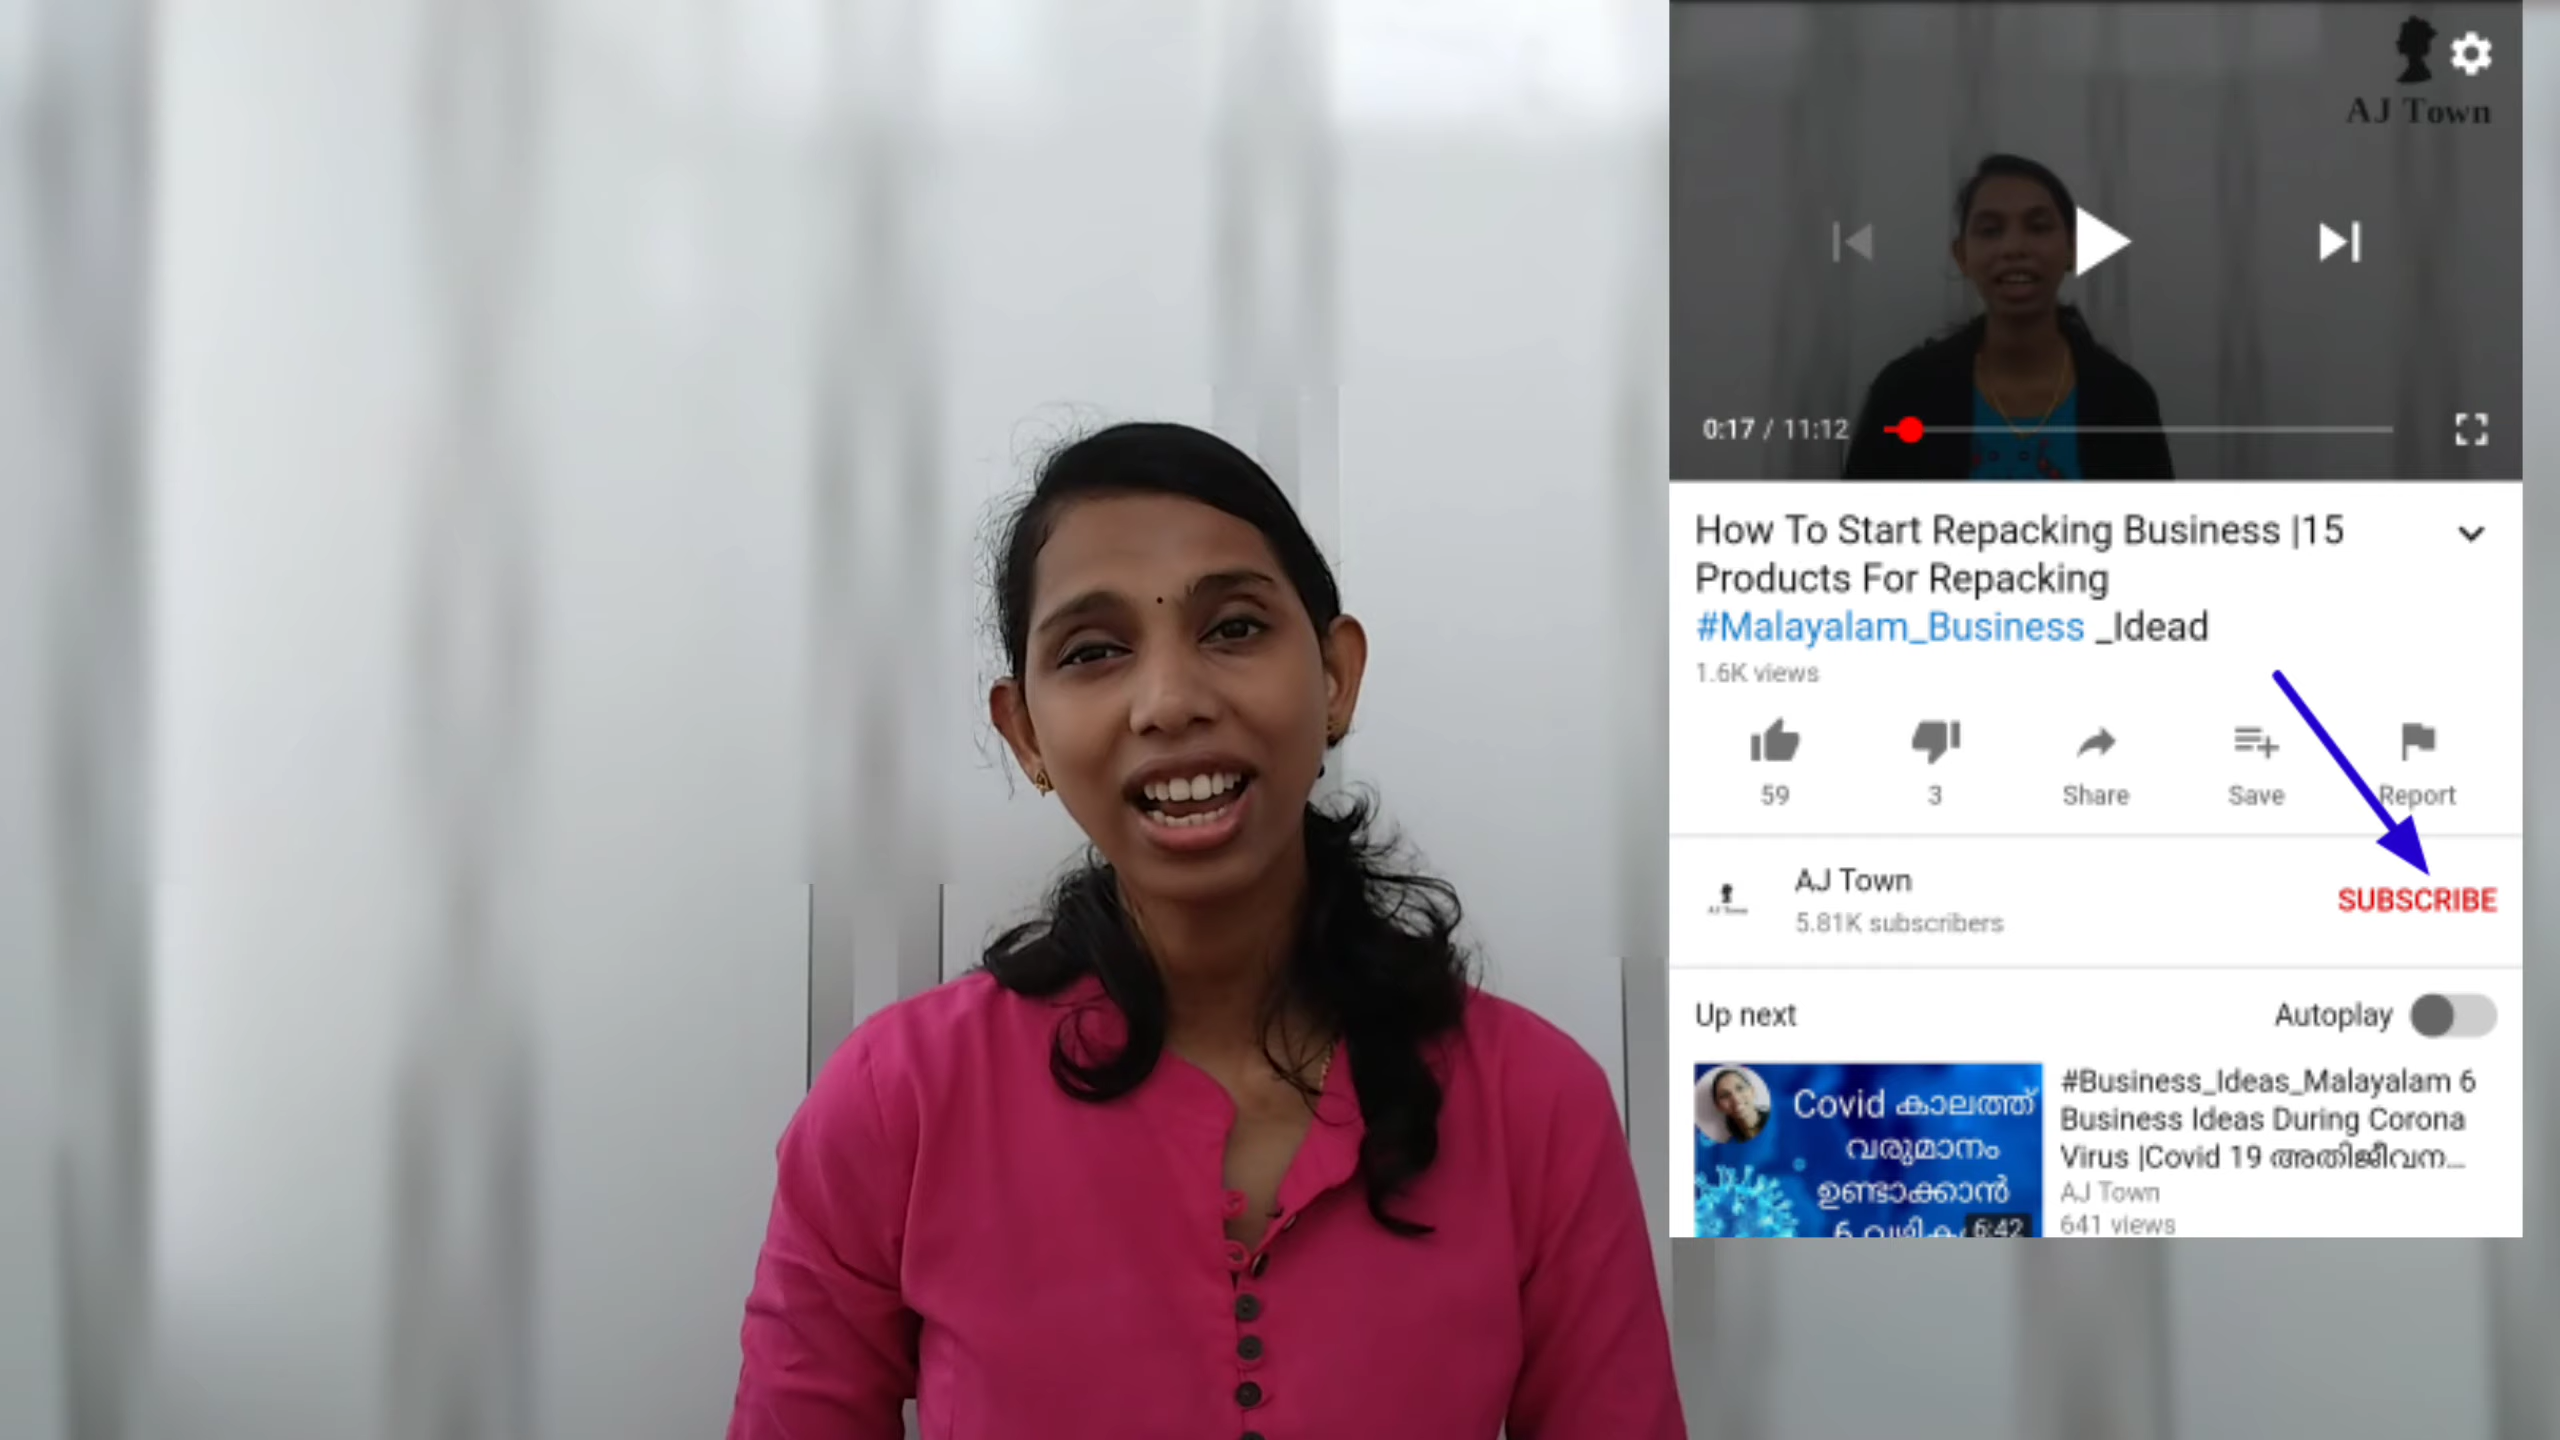 AJ Town
0:17 / 11:12
How To Start Repacking Business |15
Products For Repacking
#Malayalam_Business _Idead
1.6K views
59
3
Share
Save
Report
AJ Town
5.81K subscribers
SUBSCRIBE
Up next
Autoplay
Covid കാലത്ത്
വരുമാനം
ഉണ്ടാക്കാൻ
6
6:42
#Business_Ideas_Malayalam 6
Business Ideas During Corona
Virus |Covid 19 അതിജീവന...
AJ Town
641 views